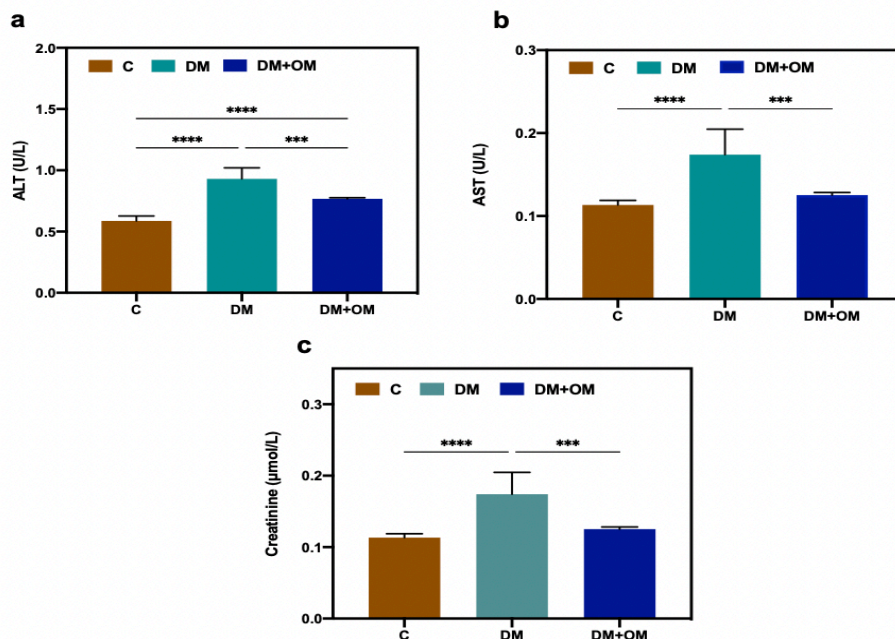 a
ALT (U/L)
2.0
1.5
1.0
0.5
0.0
C DM DM+OM
****
**** ***
C DM DM+OM
b
AST (U/L)
0.3
0.2
0.1
0.0
C DM DM+OM
**** ***
C DM DM+OM
c
Creatinine (µmol/L)
0.3
0.2
0.1
0.0
C DM DM+OM
**** ***
C DM DM+OM